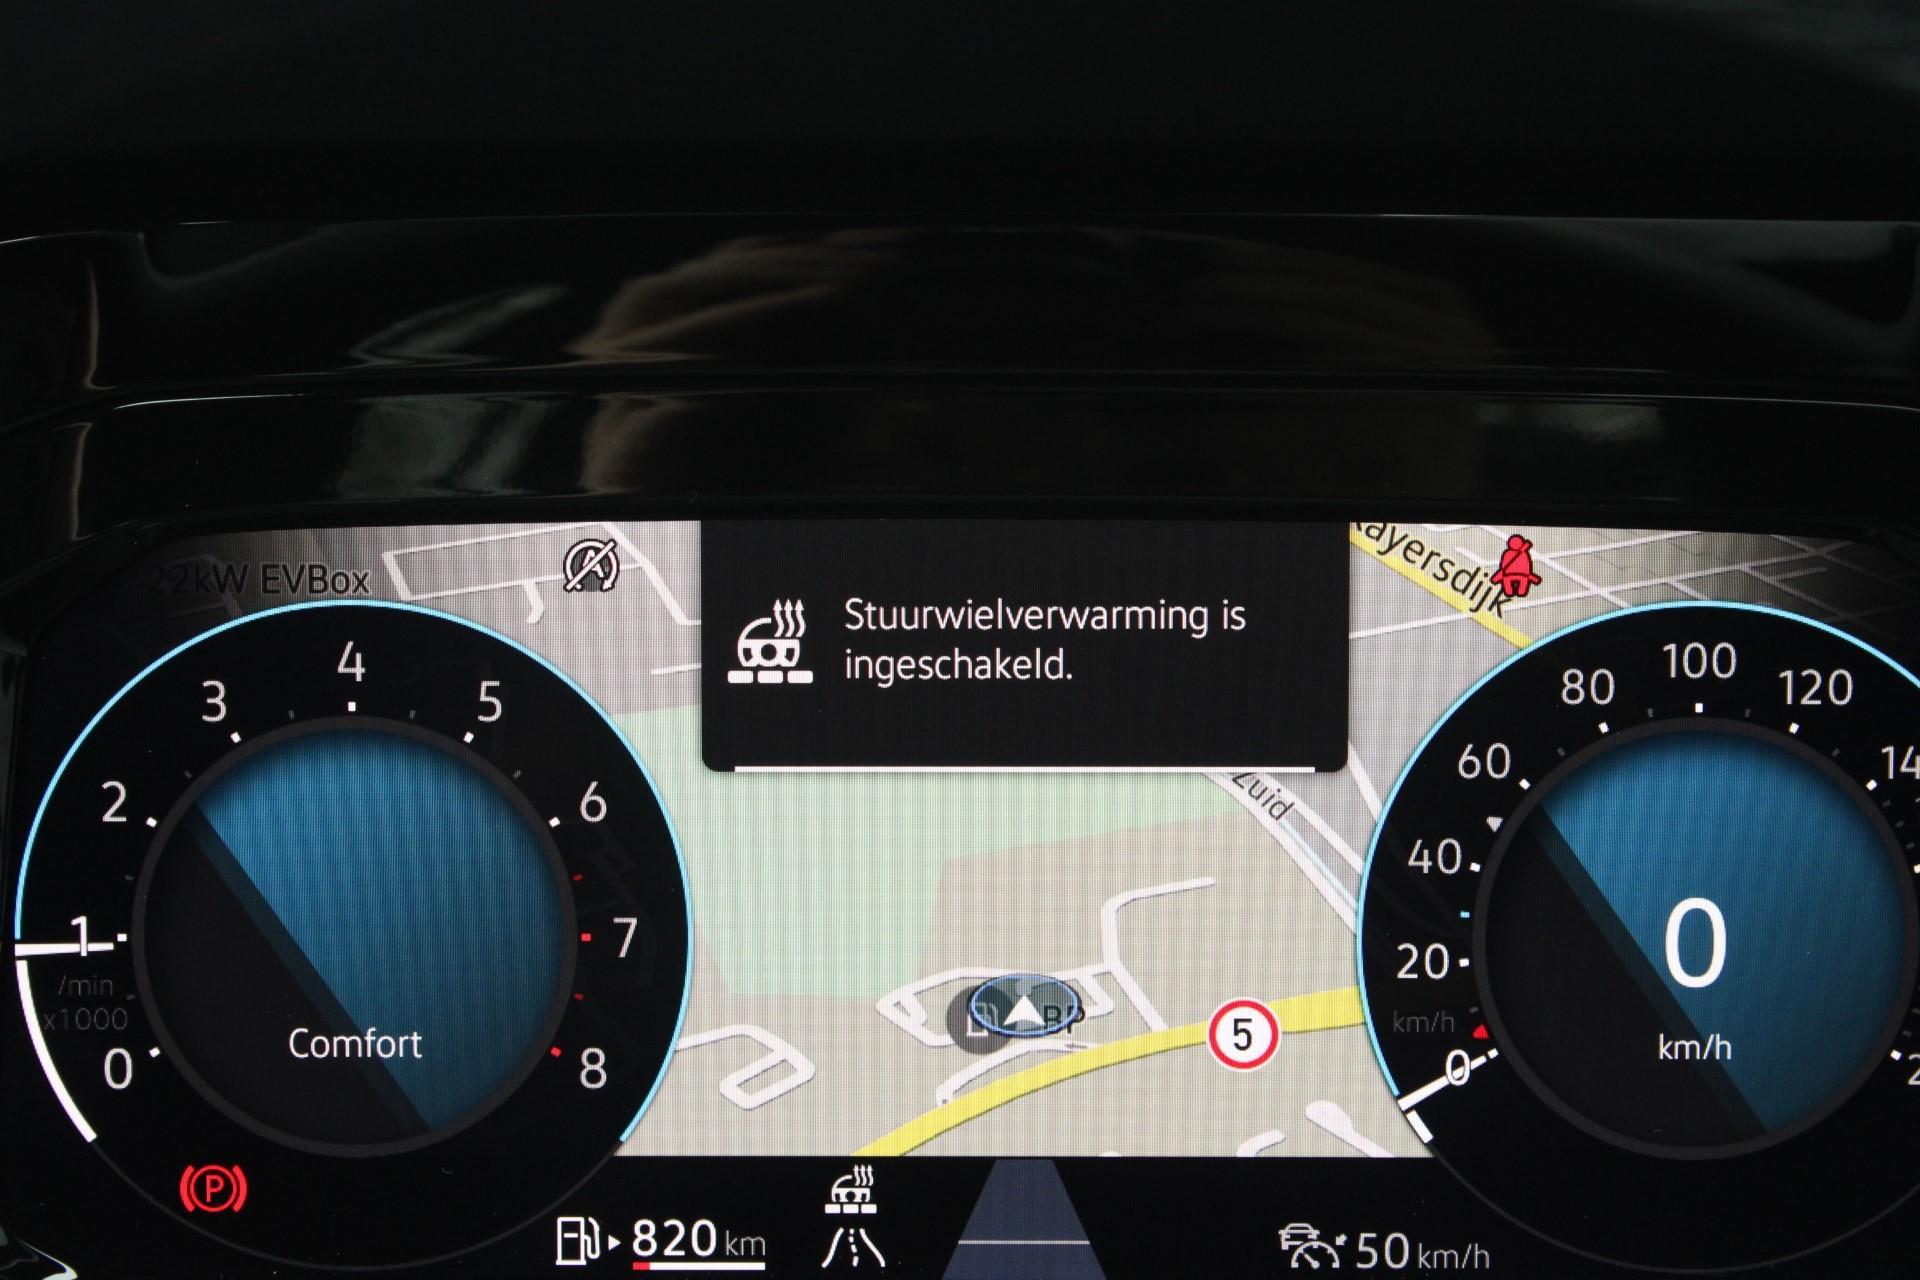 22kW EVBox
Stuurwielverwarming is
ingeschakeld.
ayersdijk
Zuid
BP
5
0
1
2
3
4
5
6
7
8
/min
x1000
Comfort
P
0
20
40
60
80
100
120
km/h
0
km/h
820 km
50 km/h